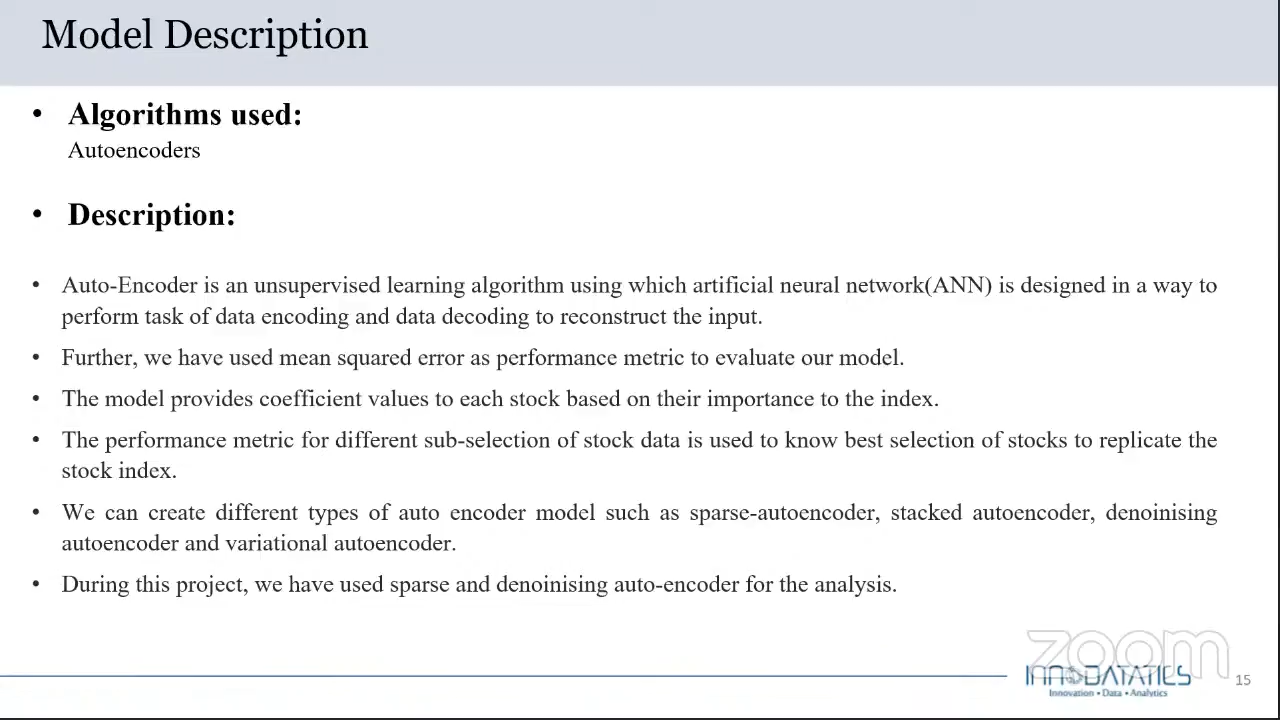 Model Description
• Algorithms used:
Autoencoders
• Description:
• Auto-Encoder is an unsupervised learning algorithm using which artificial neural network(ANN) is designed in a way to
perform task of data encoding and data decoding to reconstruct the input.
• Further, we have used mean squared error as performance metric to evaluate our model.
• The model provides coefficient values to each stock based on their importance to the index.
• The performance metric for different sub-selection of stock data is used to know best selection of stocks to replicate the
stock index.
• We can create different types of auto encoder model such as sparse-autoencoder, stacked autoencoder, denoinising
autoencoder and variational autoencoder.
• During this project, we have used sparse and denoinising auto-encoder for the analysis.
zoom
INNODATATICS
Innovation • Data • Analytics
15